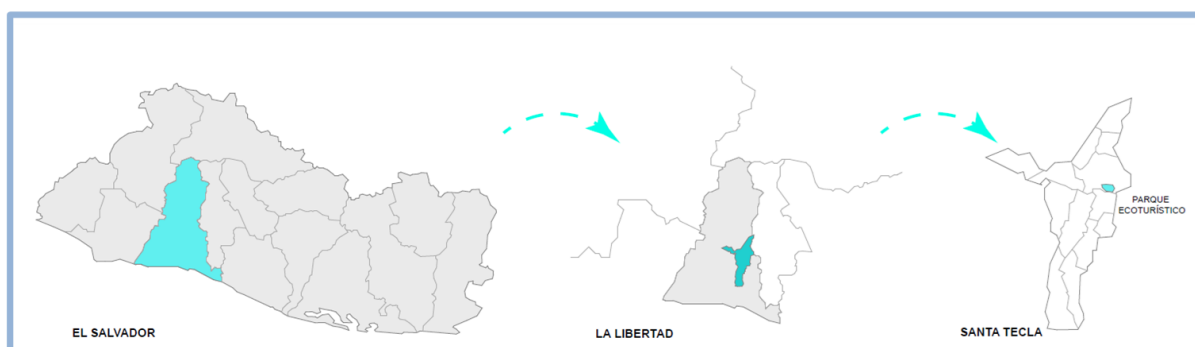 PARQUE
ECOTURÍSTICO
EL SALVADOR
LA LIBERTAD
SANTA TECLA